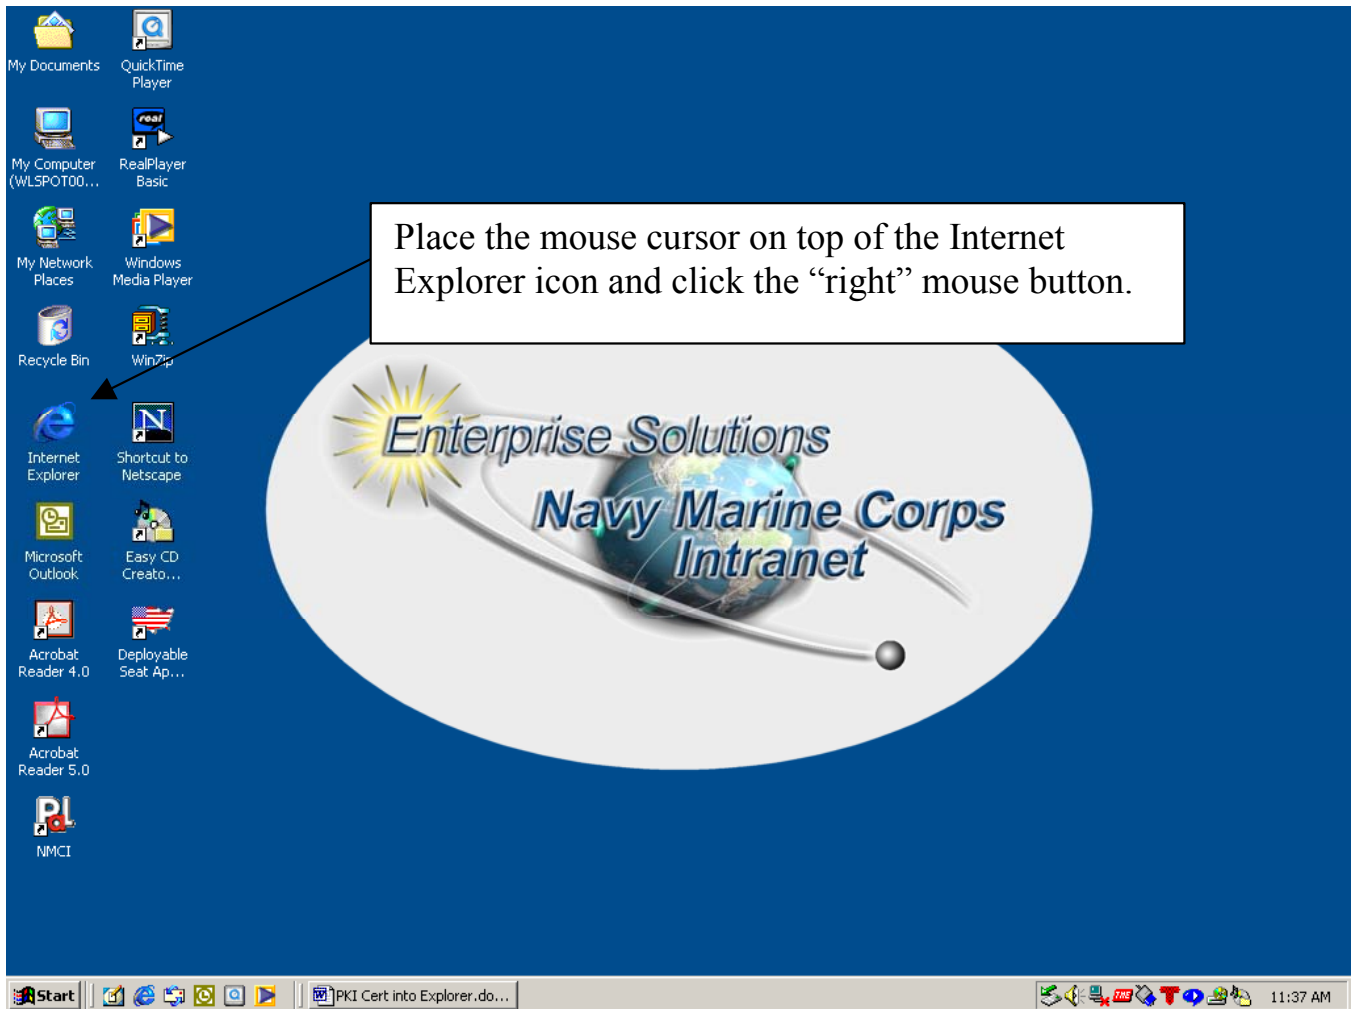 My Documents
QuickTime
Player
My Computer
(WLSPOT00...
RealPlayer
Basic
My Network
Places
Windows
Media Player
Recycle Bin
WinZip
Internet
Explorer
Shortcut to
Netscape
Microsoft
Outlook
Easy CD
Creato...
Acrobat
Reader 4.0
Deployable
Seat Ap...
Acrobat
Reader 5.0
NMCI
real
Place the mouse cursor on top of the Internet
Explorer icon and click the “right” mouse button.
Enterprise Solutions
Navy Marine Corps
Intranet
Start
PKI Cert into Explorer.do...
11:37 AM